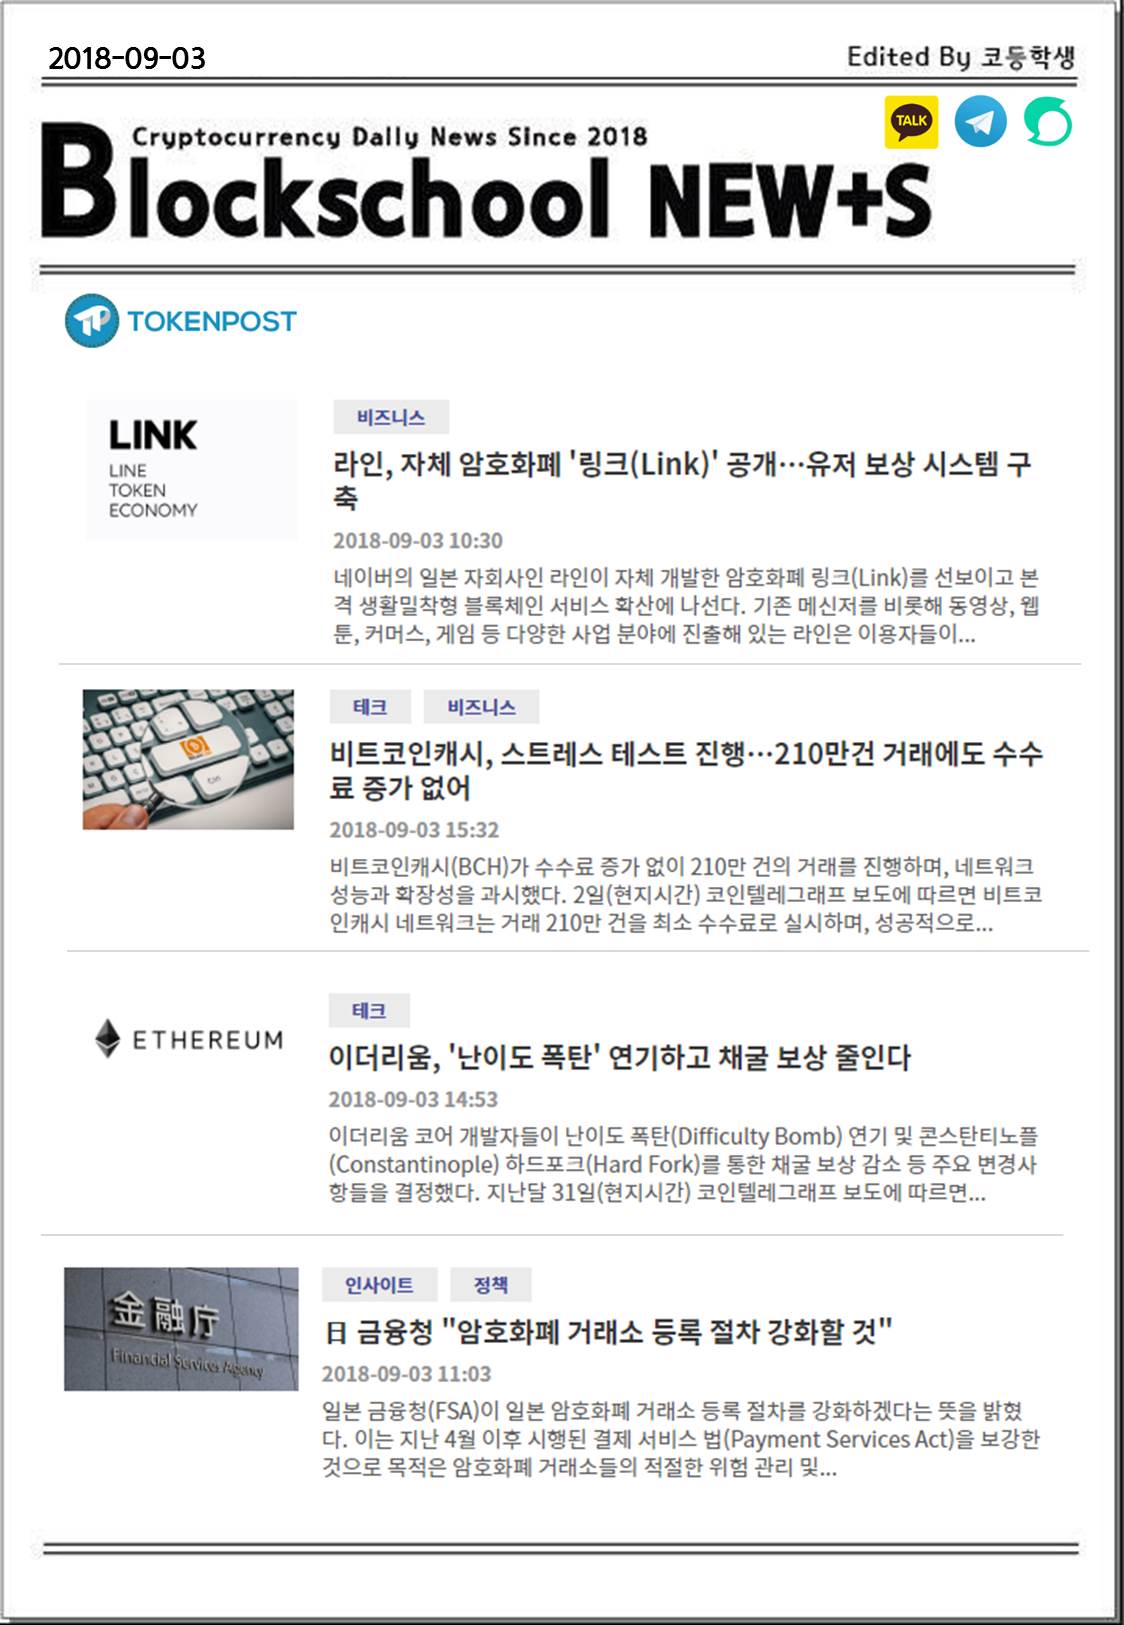 2018-09-03
Edited By 코등학생
TALK
Cryptocurrency Daily News Since 2018
Blockschool NEW+S
TOKENPOST
LINK
LINE
TOKEN
ECONOMY
비즈니스
라인, 자체 암호화폐 '링크(Link)' 공개…유저 보상 시스템 구
축
2018-09-03 10:30
네이버의 일본 자회사인 라인이 자체 개발한 암호화폐 링크(Link)를 선보이고 본
격 생활밀착형 블록체인 서비스 확산에 나선다. 기존 메신저를 비롯해 동영상, 웹
툰, 커머스, 게임 등 다양한 사업 분야에 진출해 있는 라인은 이용자들이...
테크 비즈니스
비트코인캐시, 스트레스 테스트 진행…210만건 거래에도 수수
료 증가 없어
2018-09-03 15:32
비트코인캐시(BCH)가 수수료 증가 없이 210만 건의 거래를 진행하며, 네트워크
성능과 확장성을 과시했다. 2일(현지시간) 코인텔레그래프 보도에 따르면 비트코
인캐시 네트워크는 거래 210만 건을 최소 수수료로 실시하며, 성공적으로...
ETHEREUM
테크
이더리움, '난이도 폭탄' 연기하고 채굴 보상 줄인다
2018-09-03 14:53
이더리움 코어 개발자들이 난이도 폭탄(Difficulty Bomb) 연기 및 콘스탄티노플
(Constantinople) 하드포크(Hard Fork)를 통한 채굴 보상 감소 등 주요 변경사
항들을 결정했다. 지난달 31일(현지시간) 코인텔레그래프 보도에 따르면...
金融庁
Financial Services Agency
인사이트 정책
日 금융청 "암호화폐 거래소 등록 절차 강화할 것"
2018-09-03 11:03
일본 금융청(FSA)이 일본 암호화폐 거래소 등록 절차를 강화하겠다는 뜻을 밝혔
다. 이는 지난 4월 이후 시행된 결제 서비스 법(Payment Services Act)을 보강한
것으로 목적은 암호화폐 거래소들의 적절한 위험 관리 및...